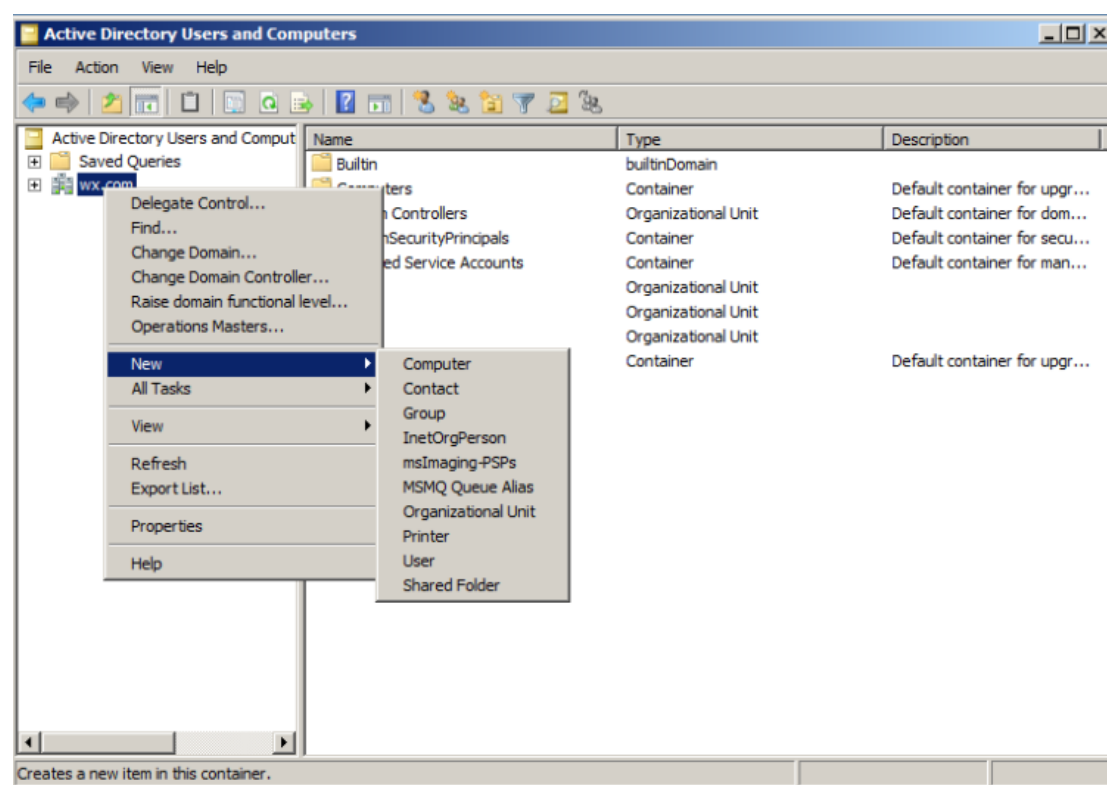 Active Directory Users and Computers
File Action View Help
Active Directory Users and Comput
Saved Queries
wx.com
Name Type Description
Builtin builtinDomain
Computers Container Default container for upgr...
Controllers Organizational Unit Default container for dom...
SecurityPrincipals Container Default container for secu...
ed Service Accounts Container Default container for man...
Organizational Unit
Organizational Unit
Organizational Unit
Container Default container for upgr...
Delegate Control...
Find...
Change Domain...
Change Domain Controller...
Raise domain functional level...
Operations Masters...
New
All Tasks
View
Refresh
Export List...
Properties
Help
Computer
Contact
Group
InetOrgPerson
msImaging-PSPs
MSMQ Queue Alias
Organizational Unit
Printer
User
Shared Folder
Creates a new item in this container.